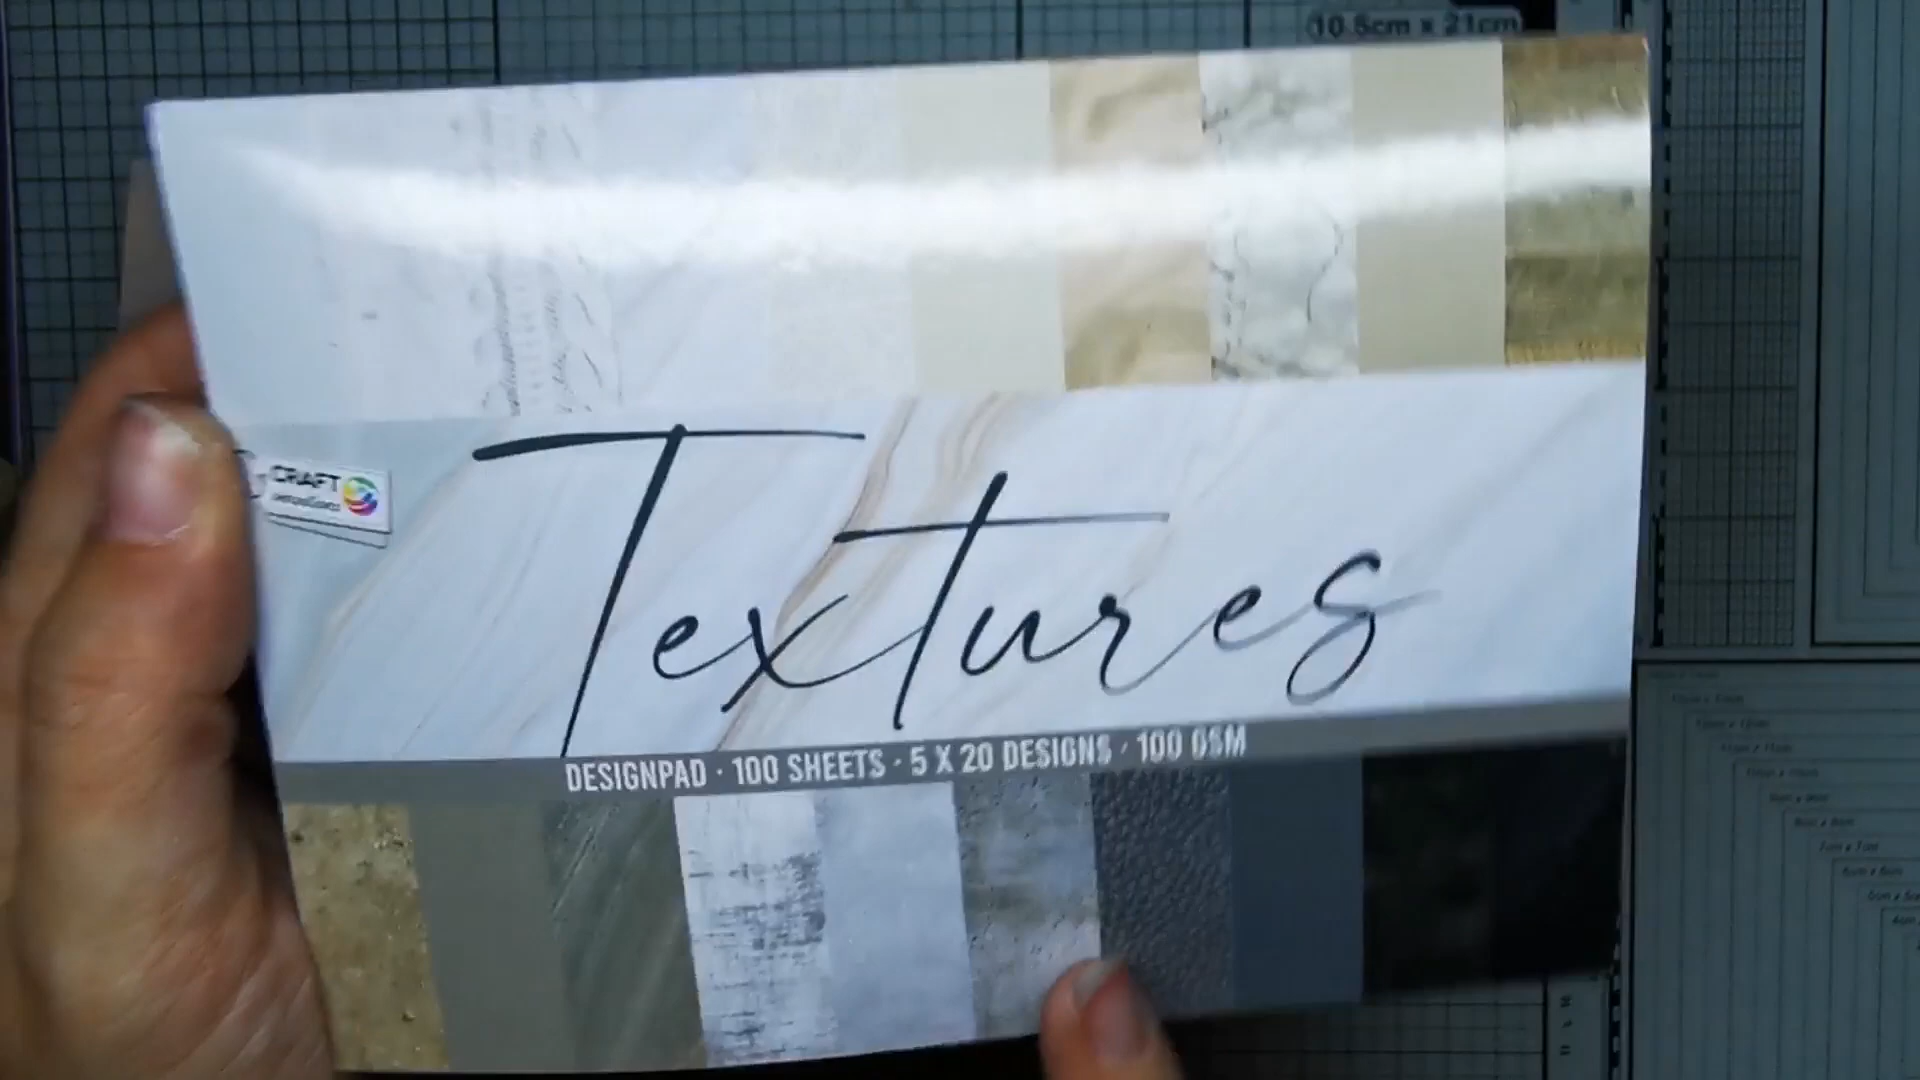 10.5cm x 21cm
CRAFT
Textures
DESIGNPAD · 100 SHEETS · 5 X 20 DESIGNS · 100 GSM